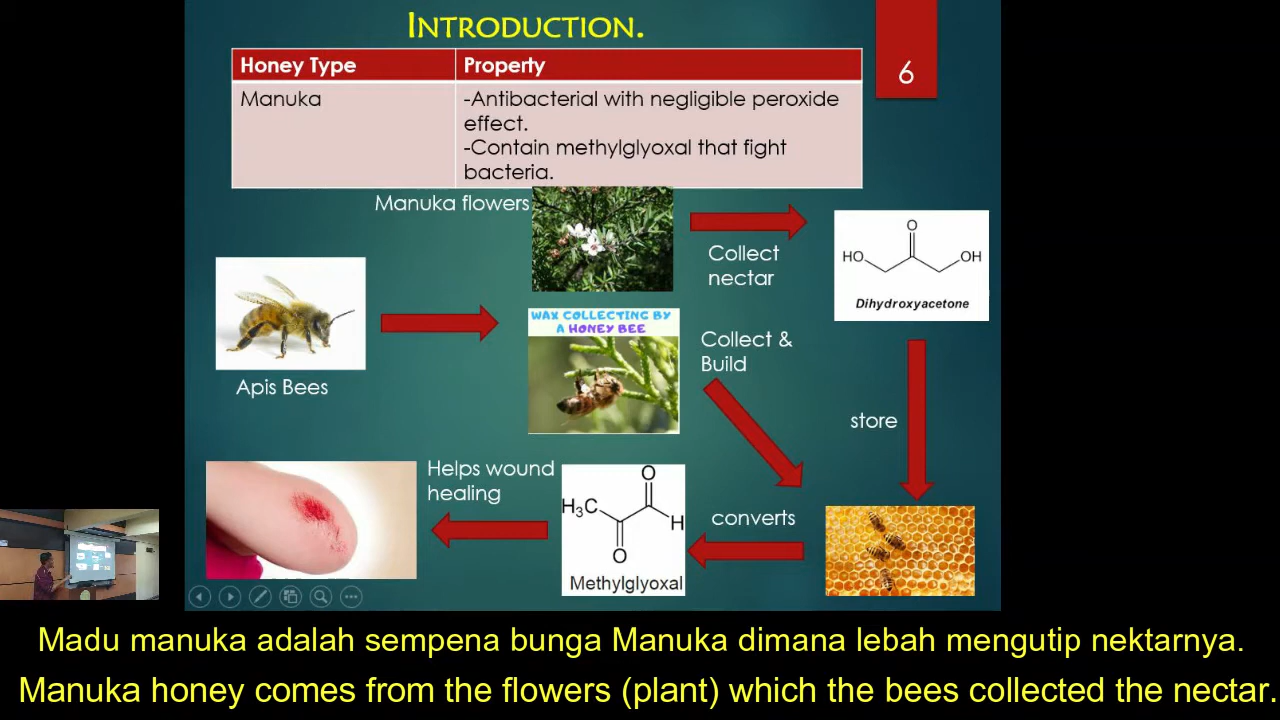 INTRODUCTION.
6
Honey Type
Property
Manuka
-Antibacterial with negligible peroxide
effect.
-Contain methylglyoxal that fight
bacteria.
Manuka flowers
Collect
nectar
O
HO
OH
Dihydroxyacetone
WAX COLLECTING BY
A HONEY BEE
Collect &
Build
Apis Bees
store
Helps wound
healing
O
H3C
H
O
Methylglyoxal
converts
Madu manuka adalah sempena bunga Manuka dimana lebah mengutip nektarnya.
Manuka honey comes from the flowers (plant) which the bees collected the nectar.